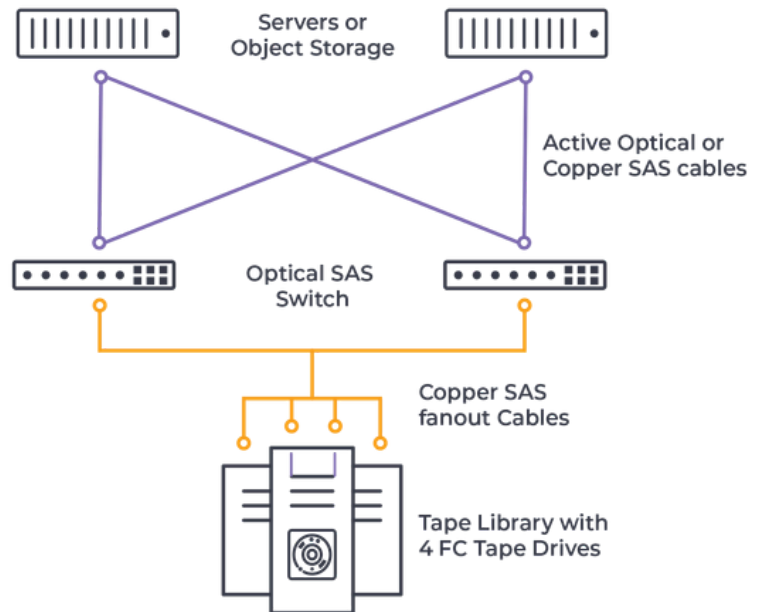 Servers or
Object Storage
Active Optical or
Copper SAS cables
Optical SAS
Switch
Copper SAS
fanout Cables
Tape Library with
4 FC Tape Drives